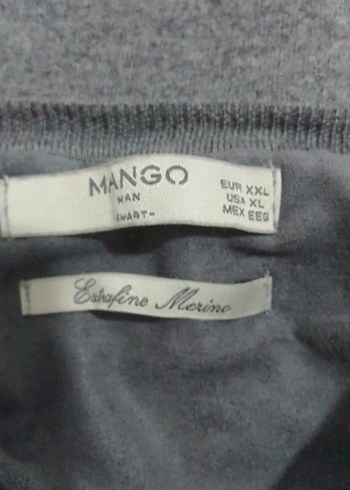 MANGO
MAN
EUR XXL
USA XL
MEX EEG
Extrafine Merino